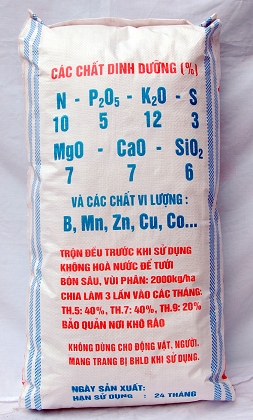 CÁC CHẤT DINH DƯỠNG (%)
N - P2O5 - K2O - S
10 5 12 3
MgO - CaO - SiO2
7 7 6
VÀ CÁC CHẤT VI LƯỢNG :
B, Mn, Zn, Cu, Co...
TRỘN ĐỀU TRƯỚC KHI SỬ DỤNG
KHÔNG HOÀ NƯỚC ĐỂ TƯỚI
BÓN SÂU, VÙI PHÂN: 2000kg/ha
CHIA LÀM 3 LẦN VÀO CÁC THÁNG:
TH.5: 40%, TH.7: 40%, TH.9: 20%
BẢO QUẢN NƠI KHÔ RÁO
KHÔNG DÙNG CHO ĐỘNG VẬT, NGƯỜI.
MANG TRANG BỊ BHLĐ KHI SỬ DỤNG.
NGÀY SẢN XUẤT:
HẠN SỬ DỤNG : 24 THÁNG